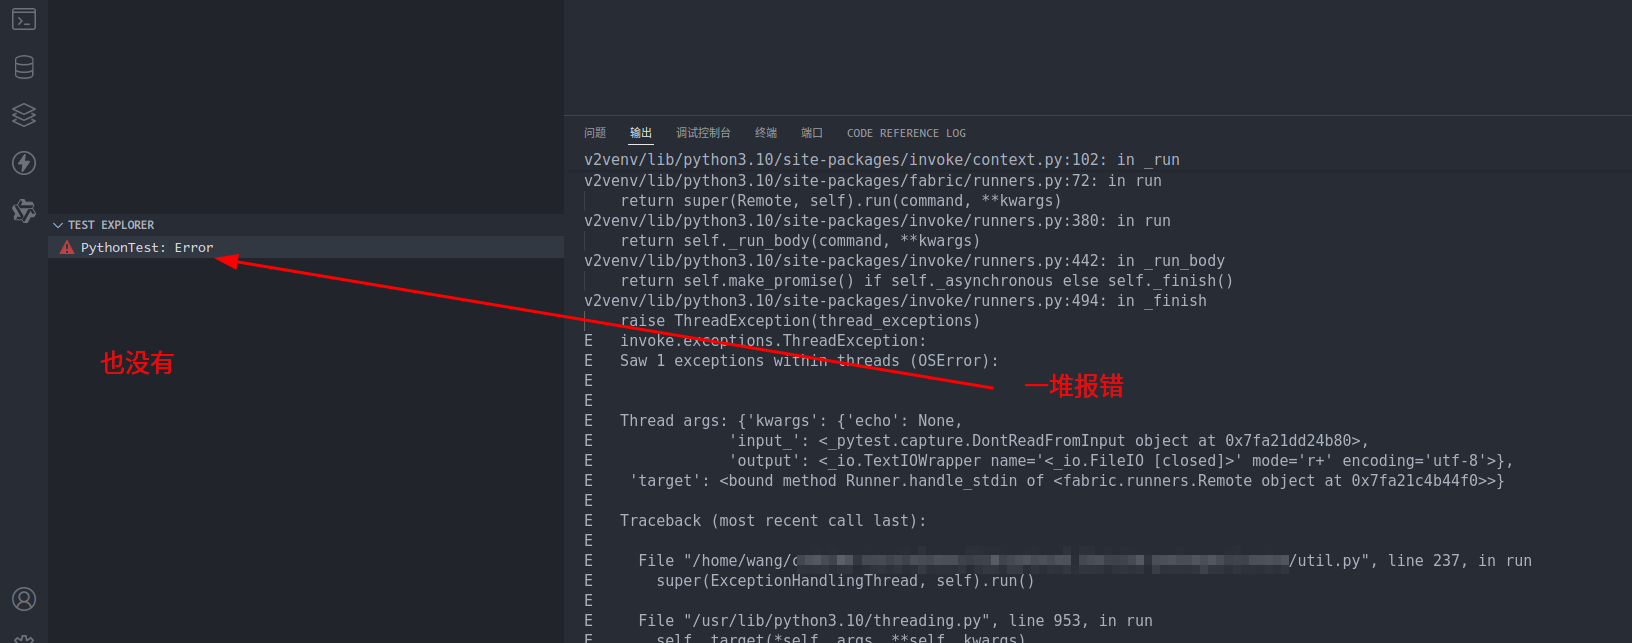 问题 输出 调试控制台 终端 端口 CODE REFERENCE LOG
v2venv/lib/python3.10/site-packages/invoke/context.py:102: in _run
v2venv/lib/python3.10/site-packages/fabric/runners.py:72: in run
return super(Remote, self).run(command, **kwargs)
v2venv/lib/python3.10/site-packages/invoke/runners.py:380: in run
return self._run_body(command, **kwargs)
v2venv/lib/python3.10/site-packages/invoke/runners.py:442: in _run_body
return self.make_promise() if self._asynchronous else self._finish()
v2venv/lib/python3.10/site-packages/invoke/runners.py:494: in _finish
raise ThreadException(thread_exceptions)
E invoke.exceptions.ThreadException:
E Saw 1 exceptions within threads (OSError):
E
E
E Thread args: {'kwargs': {'echo': None,
E 'input_': <_pytest.capture.DontReadFromInput object at 0x7fa21dd24b80>,
E 'output': <_io.TextIOWrapper name='<_io.FileIO [closed]>' mode='r+' encoding='utf-8'>},
E 'target': <bound method Runner.handle_stdin of <fabric.runners.Remote object at 0x7fa21c4b44f0>>}
E
E Traceback (most recent call last):
E
E File "/home/wang/ /util.py", line 237, in run
E super(ExceptionHandlingThread, self).run()
E
E File "/usr/lib/python3.10/threading.py", line 953, in run
E self._target(*self._args, **self._kwargs)
TEST EXPLORER
PythonTest: Error
也没有
一堆报错